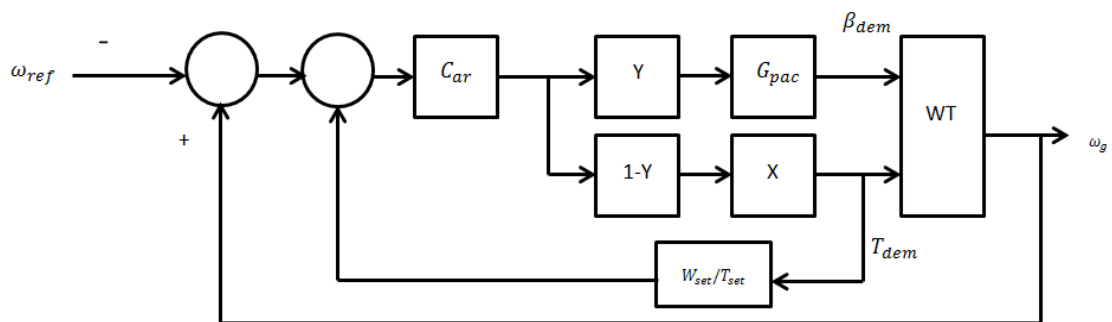 -
ω_ref
+
C_ar
Y
G_pac
β_dem
WT
ω_g
1-Y
X
T_dem
W_set/T_set